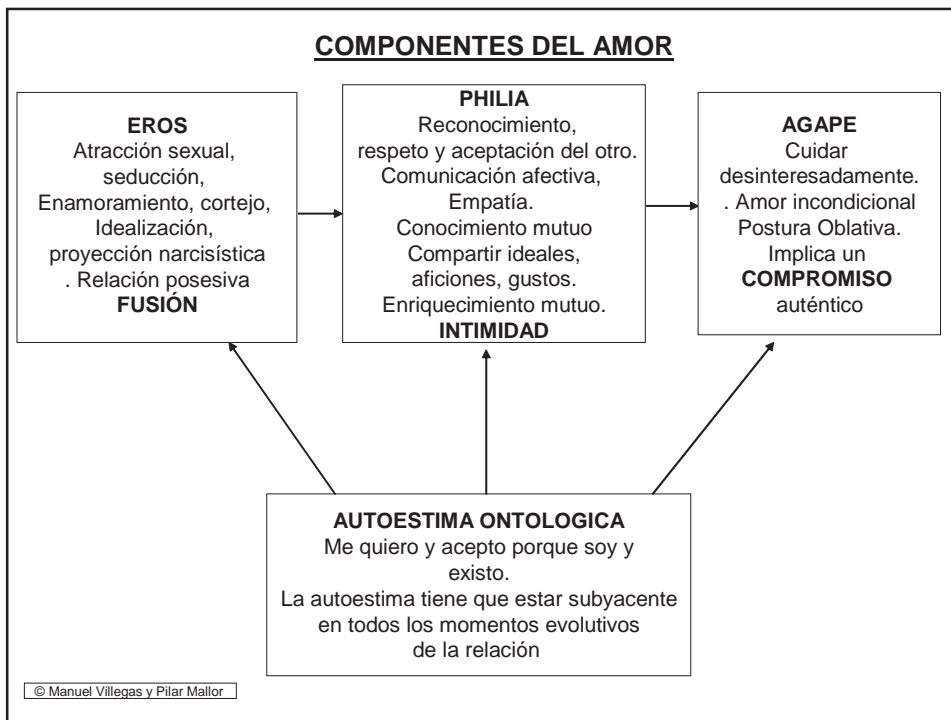 COMPONENTES DEL AMOR
EROS
Atracción sexual,
seducción,
Enamoramiento, cortejo,
Idealización,
proyección narcisística
. Relación posesiva
FUSIÓN
PHILIA
Reconocimiento,
respeto y aceptación del otro.
Comunicación afectiva,
Empatía.
Conocimiento mutuo
Compartir ideales,
aficiones, gustos.
Enriquecimiento mutuo.
INTIMIDAD
AGAPE
Cuidar
desinteresadamente.
. Amor incondicional
Postura Oblativa.
Implica un
COMPROMISO
auténtico
AUTOESTIMA ONTOLOGICA
Me quiero y acepto porque soy y
existo.
La autoestima tiene que estar subyacente
en todos los momentos evolutivos
de la relación
© Manuel Villegas y Pilar Mallor